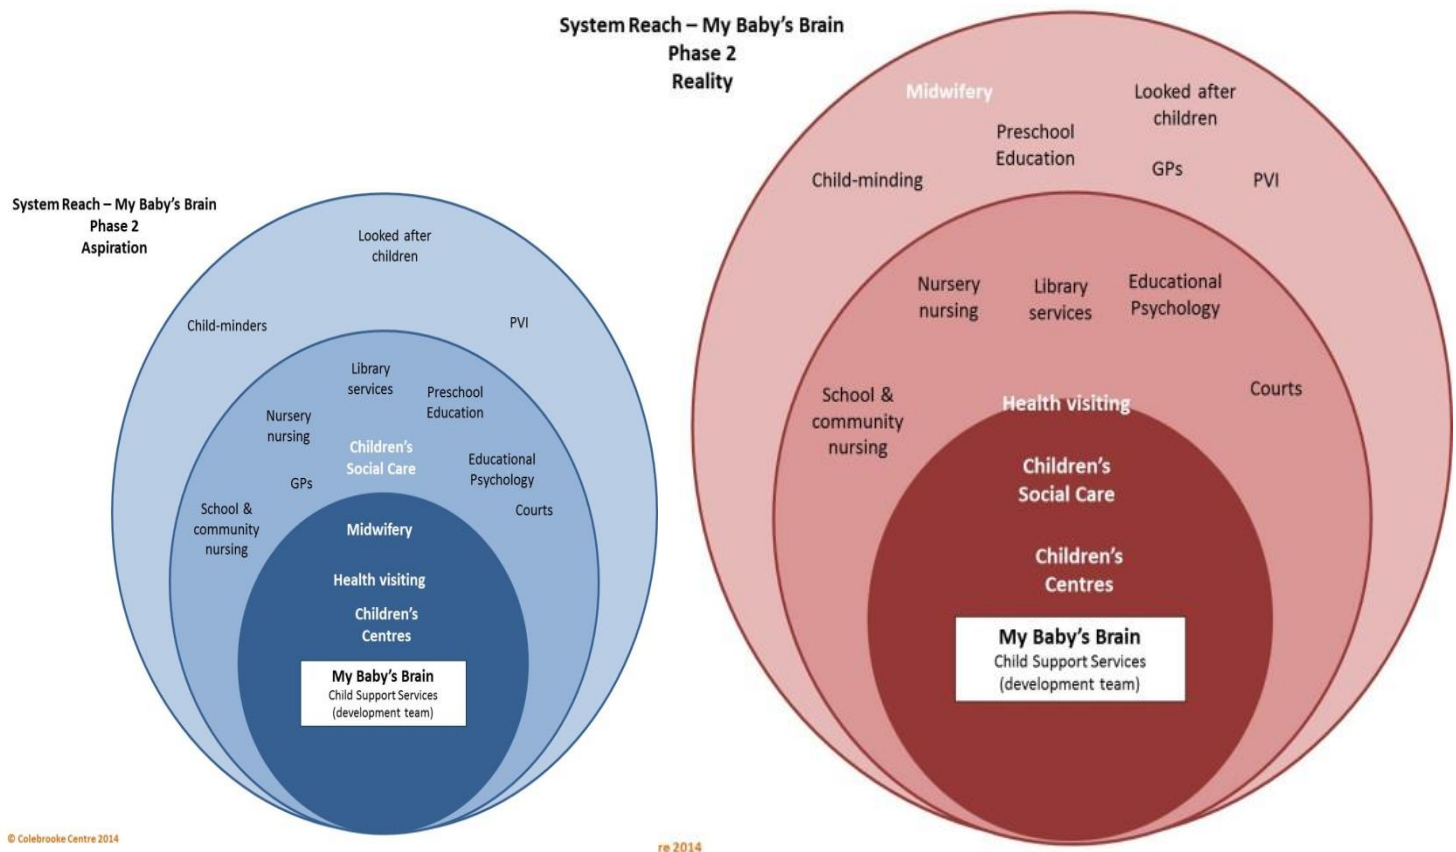 System Reach – My Baby's Brain
Phase 2
Aspiration
Looked after
children
Child-minders
PVI
Library
services
Preschool
Education
Nursery
nursing
Children's
Social Care
Educational
Psychology
GPs
School &
community
nursing
Courts
Midwifery
Health visiting
Children's
Centres
My Baby's Brain
Child Support Services
(development team)
© Colebrooke Centre 2014
System Reach – My Baby's Brain
Phase 2
Reality
Midwifery
Looked after
children
Preschool
Education
GPs
Child-minding
PVI
Nursery
nursing
Library
services
Educational
Psychology
School &
community
nursing
Courts
Health visiting
Children's
Social Care
Children's
Centres
My Baby's Brain
Child Support Services
(development team)
re 2014